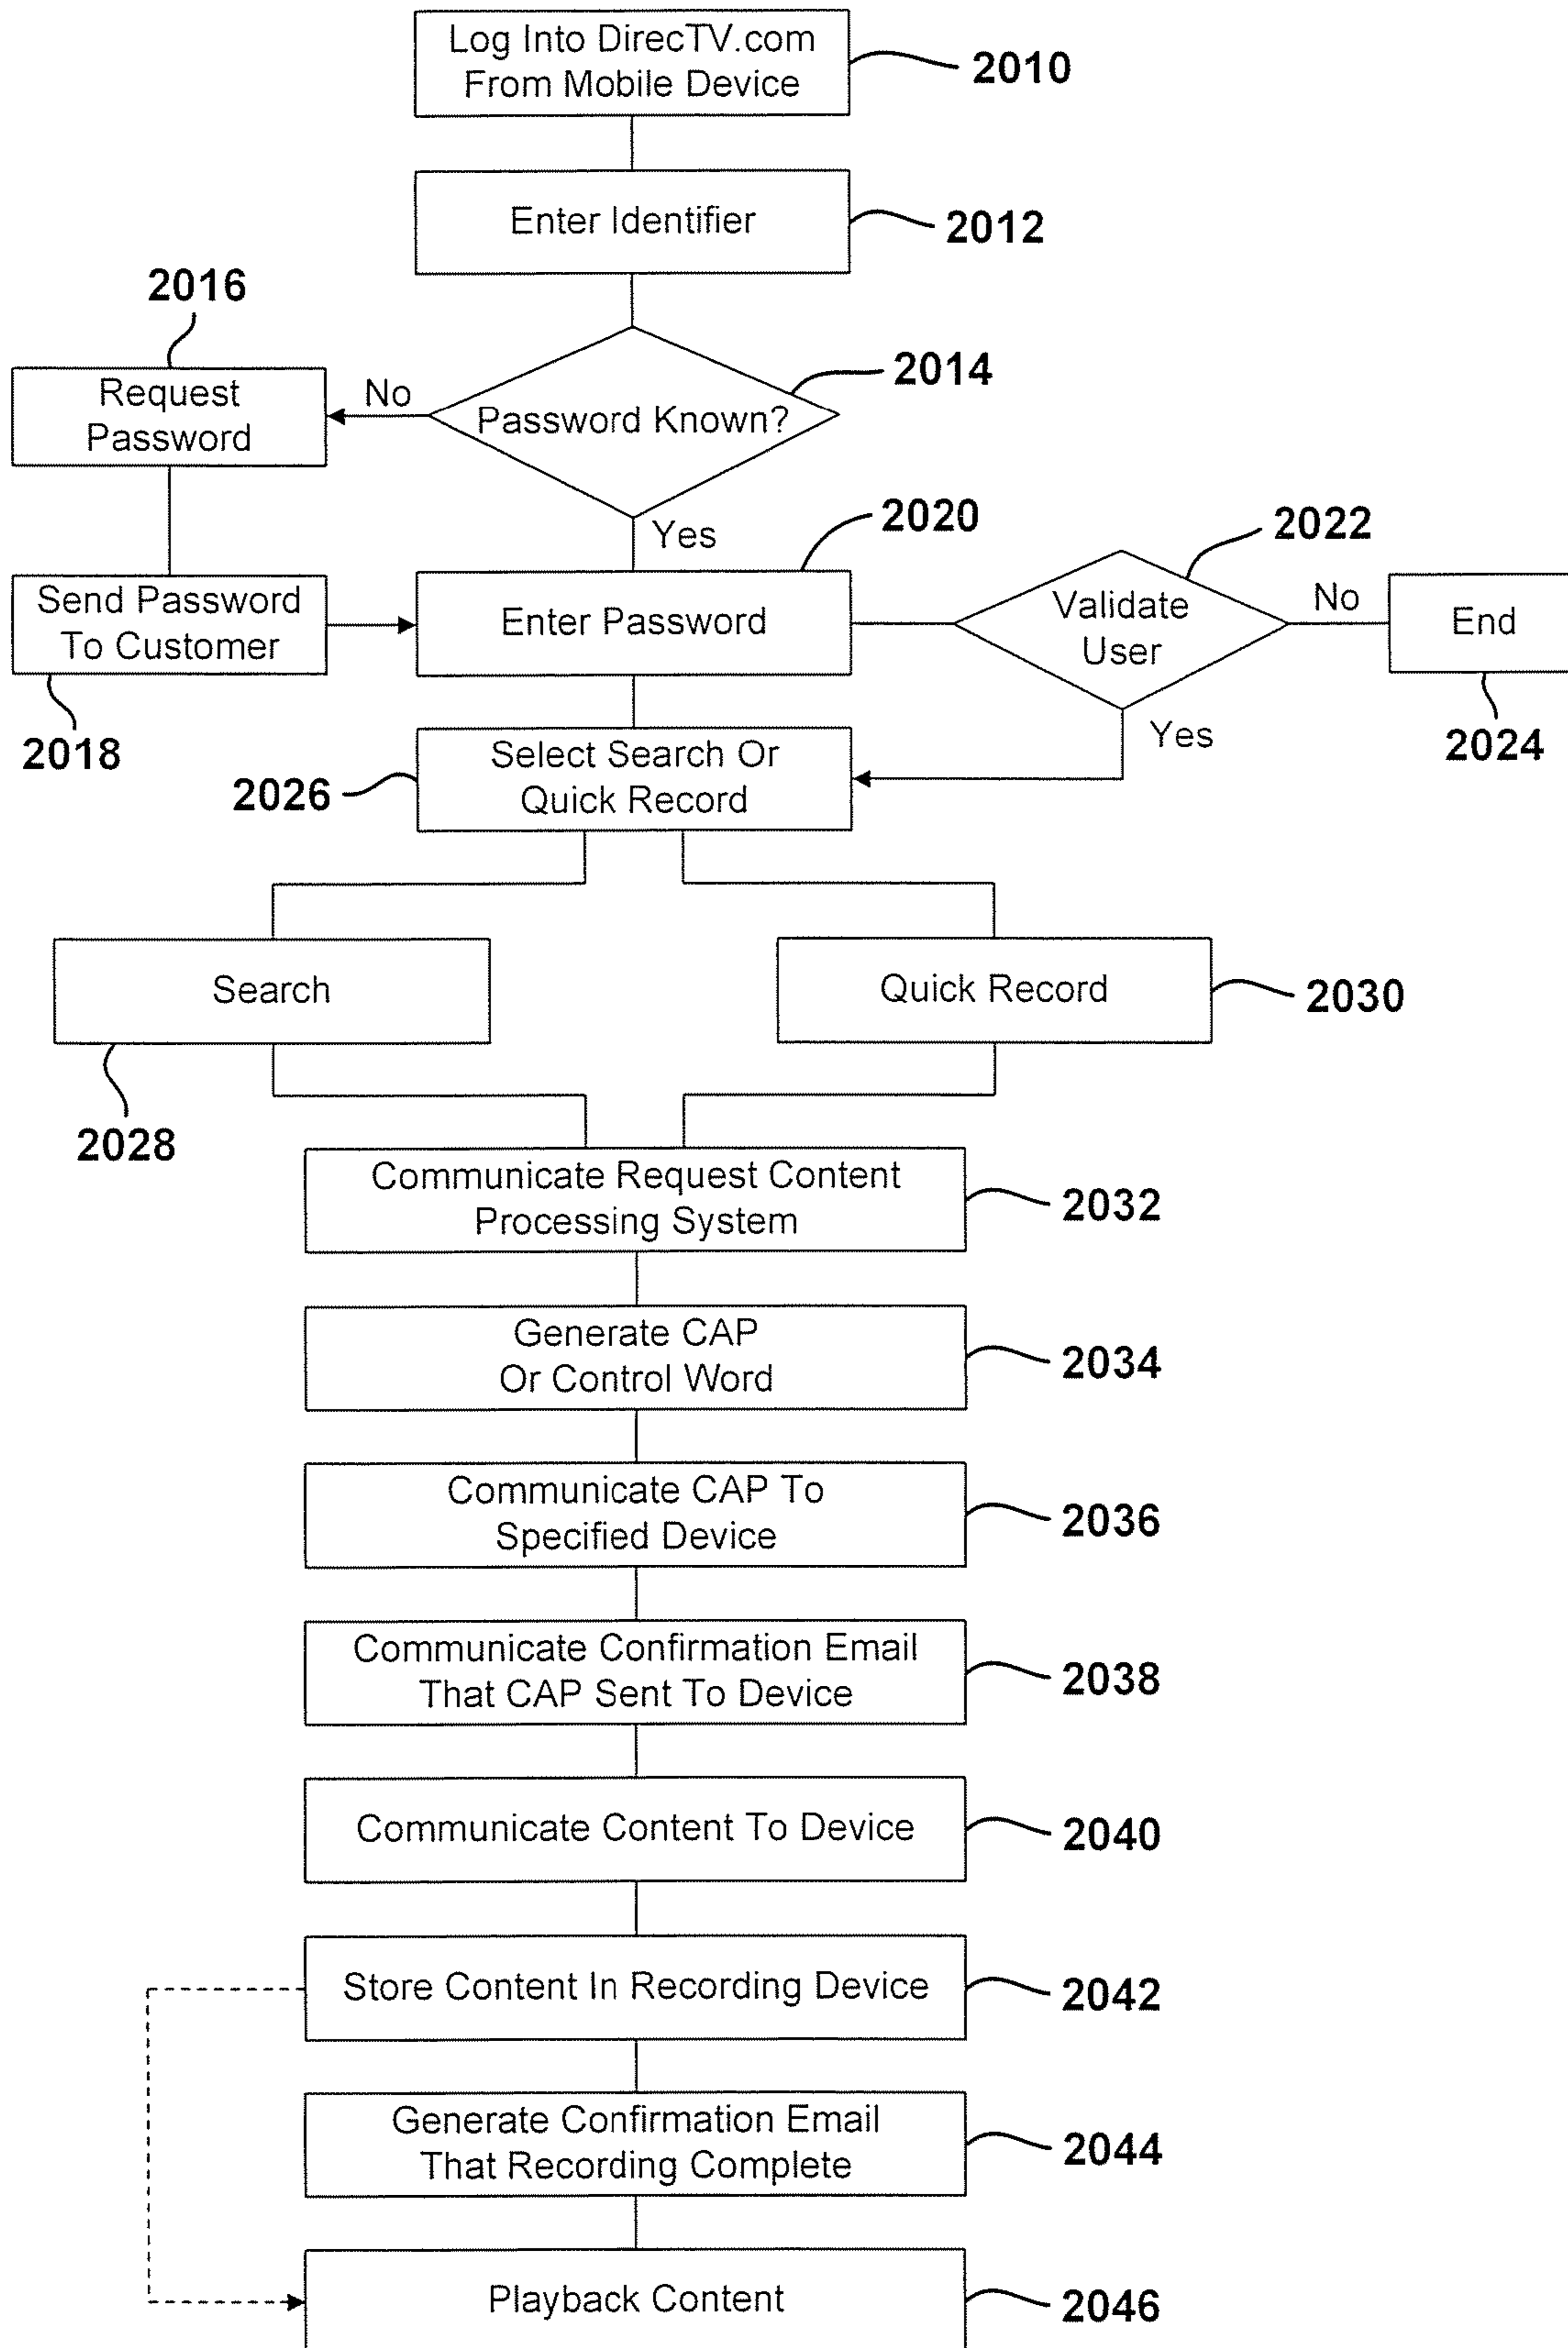 Log Into DirecTV.com
From Mobile Device
2010
Enter Identifier
2012
2016
Request
Password
No
Password Known?
2014
Yes
2020
2022
Send Password
To Customer
2018
Enter Password
Validate
User
No
End
2024
Yes
Select Search Or
Quick Record
2026
Search
2028
Quick Record
2030
Communicate Request Content
Processing System
2032
Generate CAP
Or Control Word
2034
Communicate CAP To
Specified Device
2036
Communicate Confirmation Email
That CAP Sent To Device
2038
Communicate Content To Device
2040
Store Content In Recording Device
2042
Generate Confirmation Email
That Recording Complete
2044
Playback Content
2046